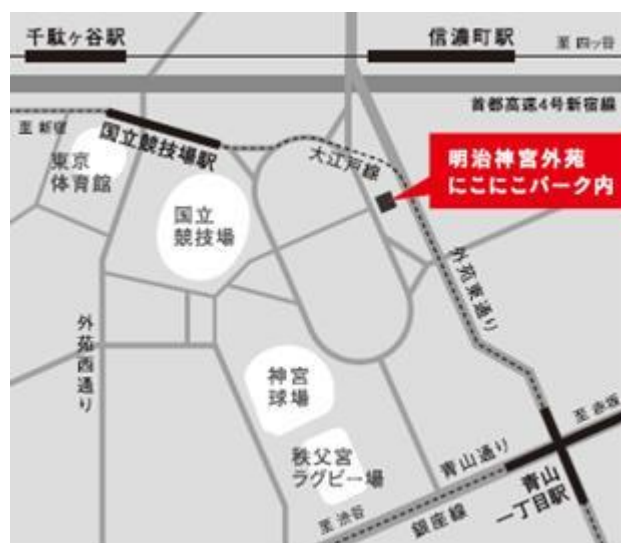 千駄ヶ谷駅
信濃町駅
至 四ッ谷
首都高速4号新宿線
至 新宿
国立競技場駅
大江戸線
明治神宮外苑
にこにこパーク内
東京
体育館
国立
競技場
外苑東通り
外苑西通り
神宮
球場
至 赤坂
秩父宮
ラグビー場
青山通り
青山
一丁目駅
至 渋谷
銀座線